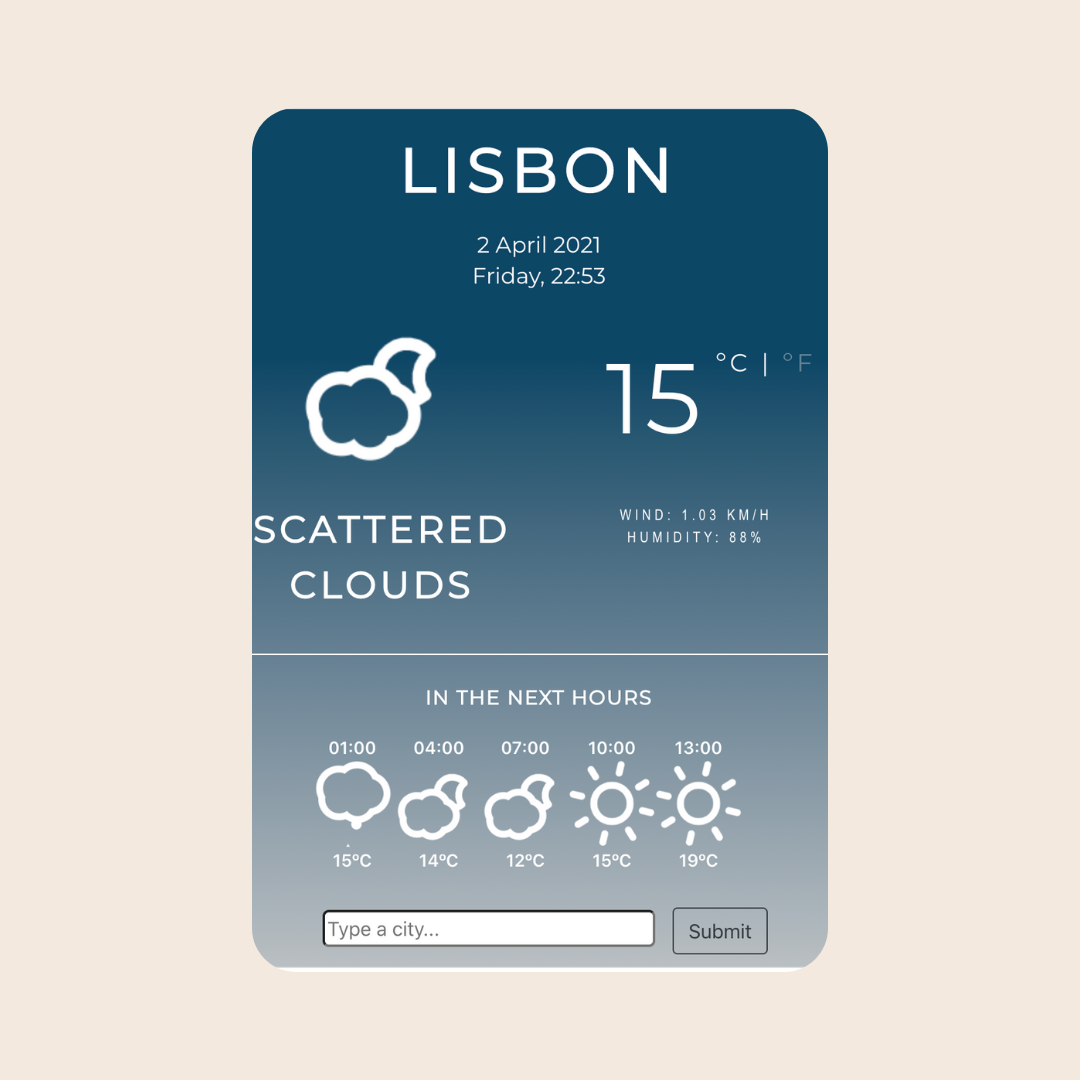 LISBON
2 April 2021
Friday, 22:53
15 °C | °F
SCATTERED
CLOUDS
WIND: 1.03 KM/H
HUMIDITY: 88%
IN THE NEXT HOURS
01:00 04:00 07:00 10:00 13:00
15ºC 14ºC 12ºC 15ºC 19ºC
Type a city... Submit